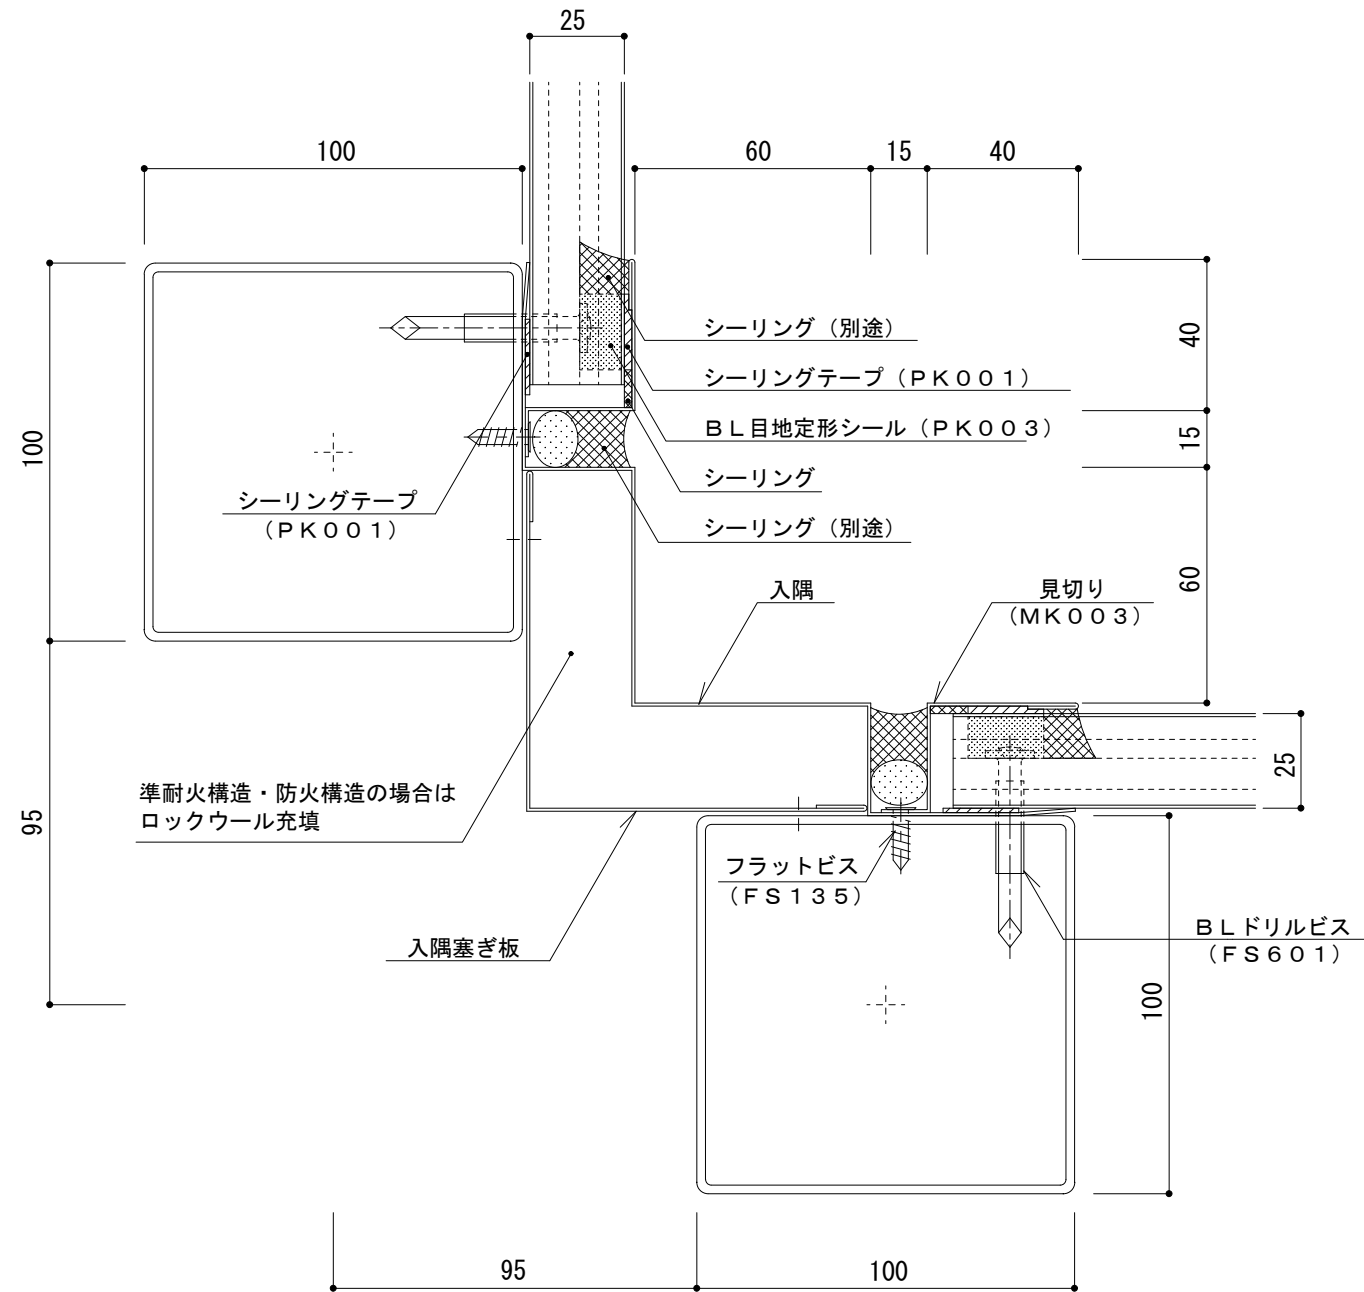 25
100
60
15
40
シーリング（別途）
40
シーリングテープ（ＰＫ００１）
ＢＬ目地定形シール（ＰＫ００３）
15
100
シーリング
シーリングテープ
（ＰＫ００１）
シーリング（別途）
60
入隅
見切り
（ＭＫ００３）
25
準耐火構造・防火構造の場合は
ロックウール充填
95
フラットビス
（ＦＳ１３５）
ＢＬドリルビス
（ＦＳ６０１）
入隅塞ぎ板
100
95
100